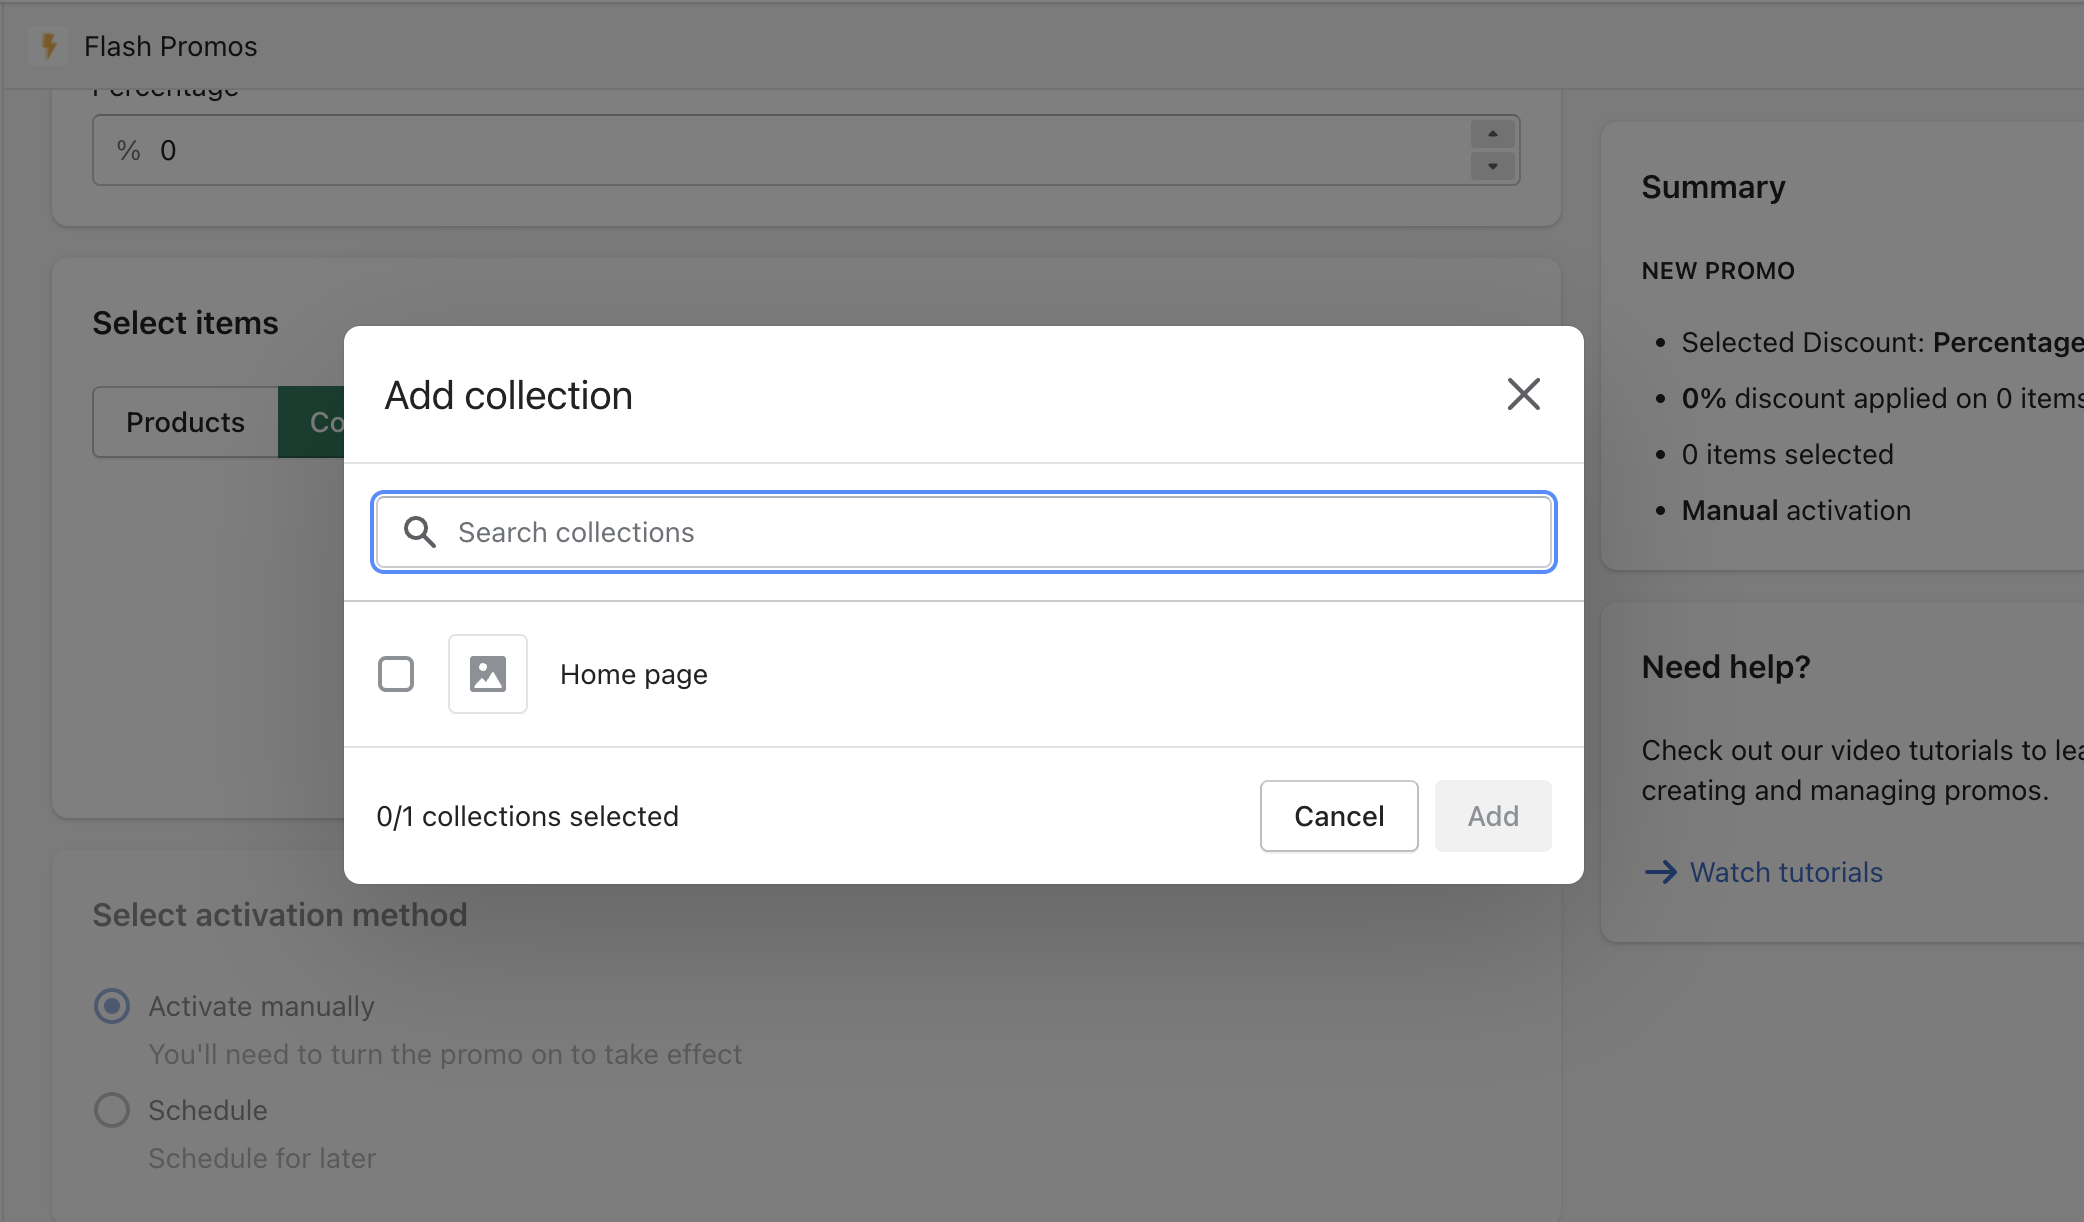 Flash Promos
Percentage
% 0
Select items
Products
Co
Add collection
Search collections
Home page
0/1 collections selected
Cancel
Add
Select activation method
Activate manually
You'll need to turn the promo on to take effect
Schedule
Schedule for later
Summary
NEW PROMO
• Selected Discount: Percentage
• 0% discount applied on 0 items
• 0 items selected
• Manual activation
Need help?
Check out our video tutorials to lea
creating and managing promos.
Watch tutorials